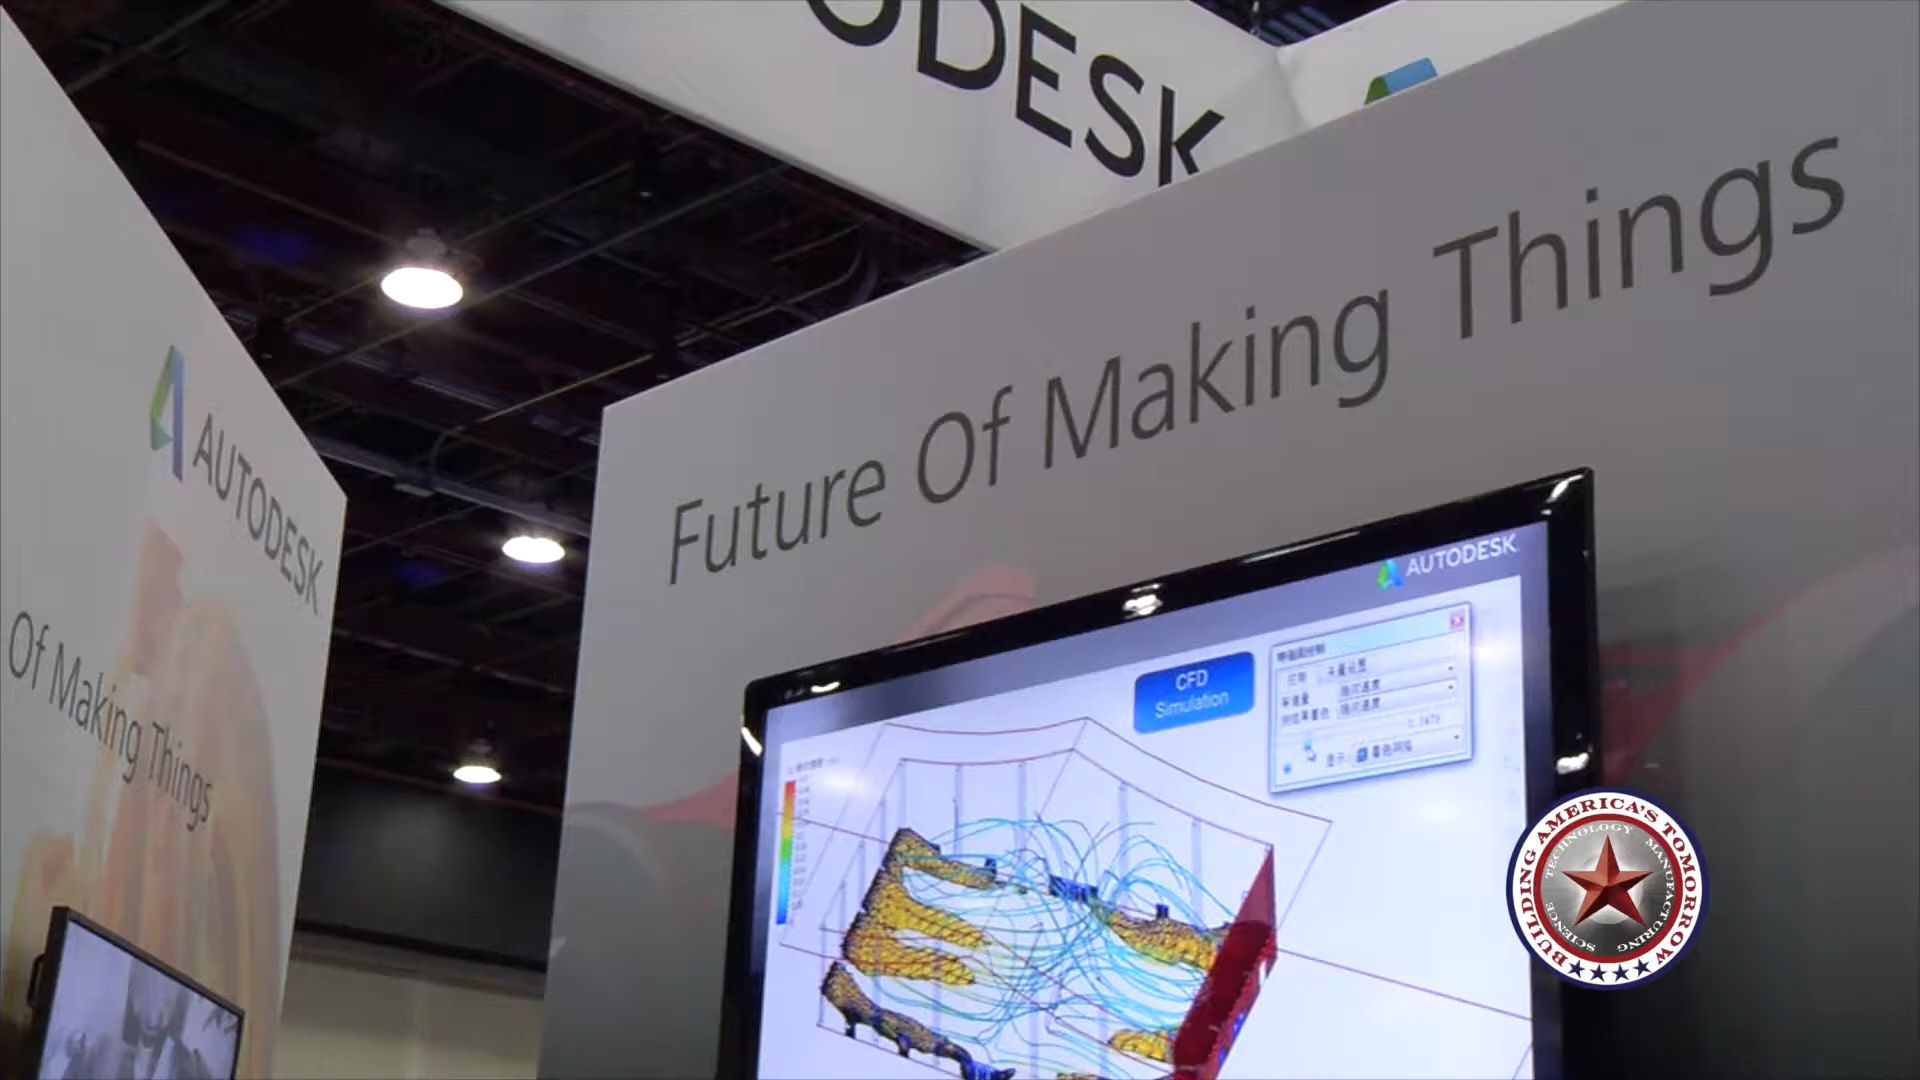 ODESK
Future Of Making Things
AUTODESK
Of Making Things
AUTODESK
CFD
Simulation
BUILDING AMERICA'S TOMORROW
TECHNOLOGY
MANUFACTURING
SCIENCE